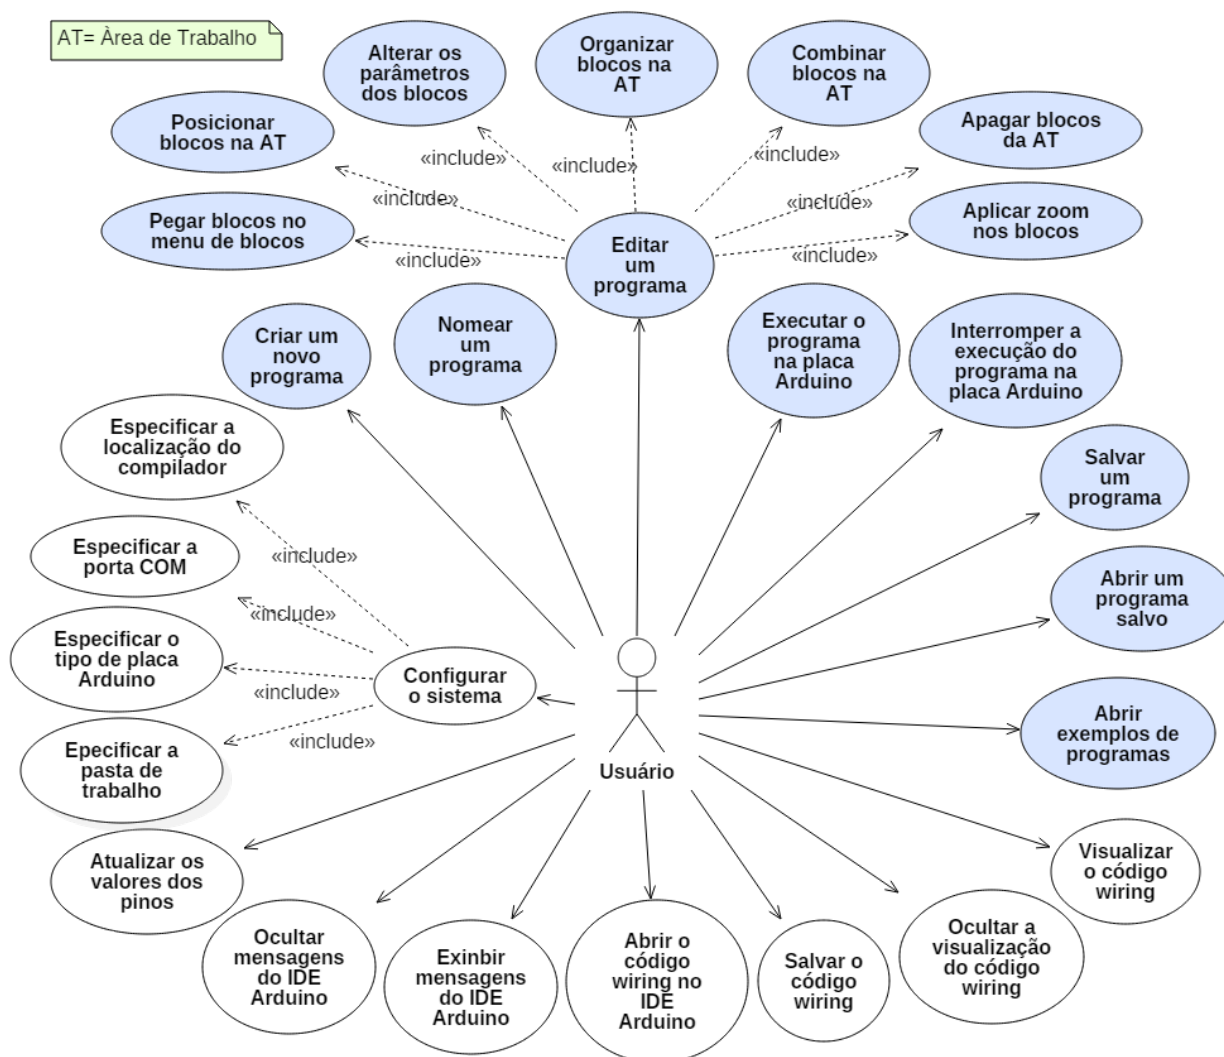 AT= Àrea de Trabalho
Alterar os
parâmetros
dos blocos
Organizar
blocos na
AT
Combinar
blocos na
AT
Posicionar
blocos na AT
Apagar blocos
da AT
«include»
«include»
«include»
«include»
«include»
Pegar blocos no
menu de blocos
Aplicar zoom
nos blocos
«include»
«include»
Editar
um
programa
Criar um
novo
programa
Nomear
um
programa
Executar o
programa
na placa
Arduino
Interromper a
execução do
programa na
placa Arduino
Especificar a
localização do
compilador
Salvar
um
programa
«include»
Especificar a
porta COM
Abrir um
programa
salvo
«include»
Especificar o
tipo de placa
Arduino
Configurar
o sistema
«include»
Abrir
exemplos de
programas
«include»
Epecificar a
pasta de
trabalho
Usuário
Atualizar os
valores dos
pinos
Visualizar
o código
wiring
Ocultar
mensagens
do IDE
Arduino
Exinbir
mensagens
do IDE
Arduino
Abrir o
código
wiring no
IDE
Arduino
Salvar o
código
wiring
Ocultar a
visualização
do código
wiring